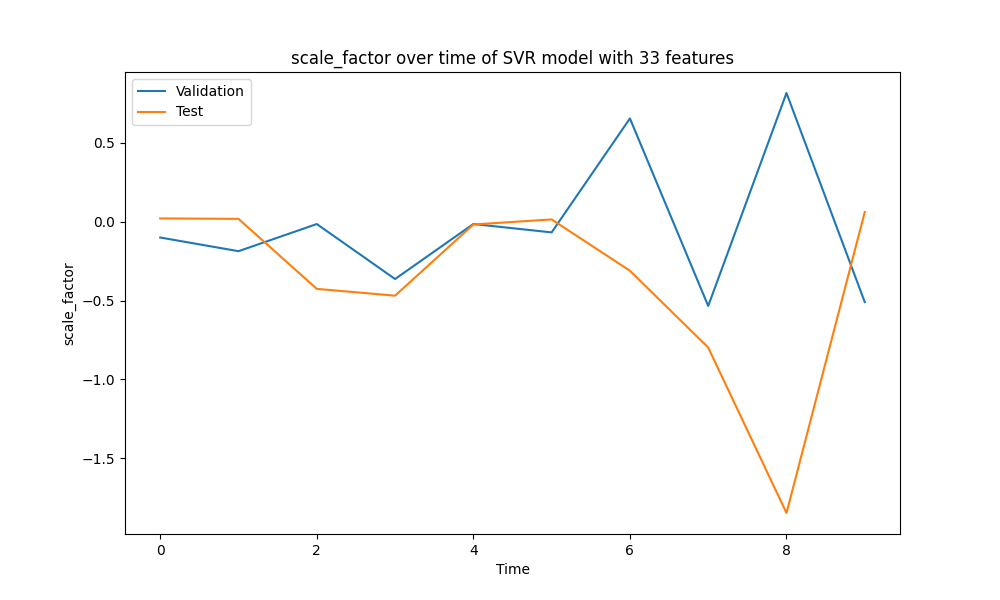 scale_factor over time of SVR model with 33 features
Validation
Test
0.5
0.0
−0.5
−1.0
−1.5
scale_factor
0 2 4 6 8
Time